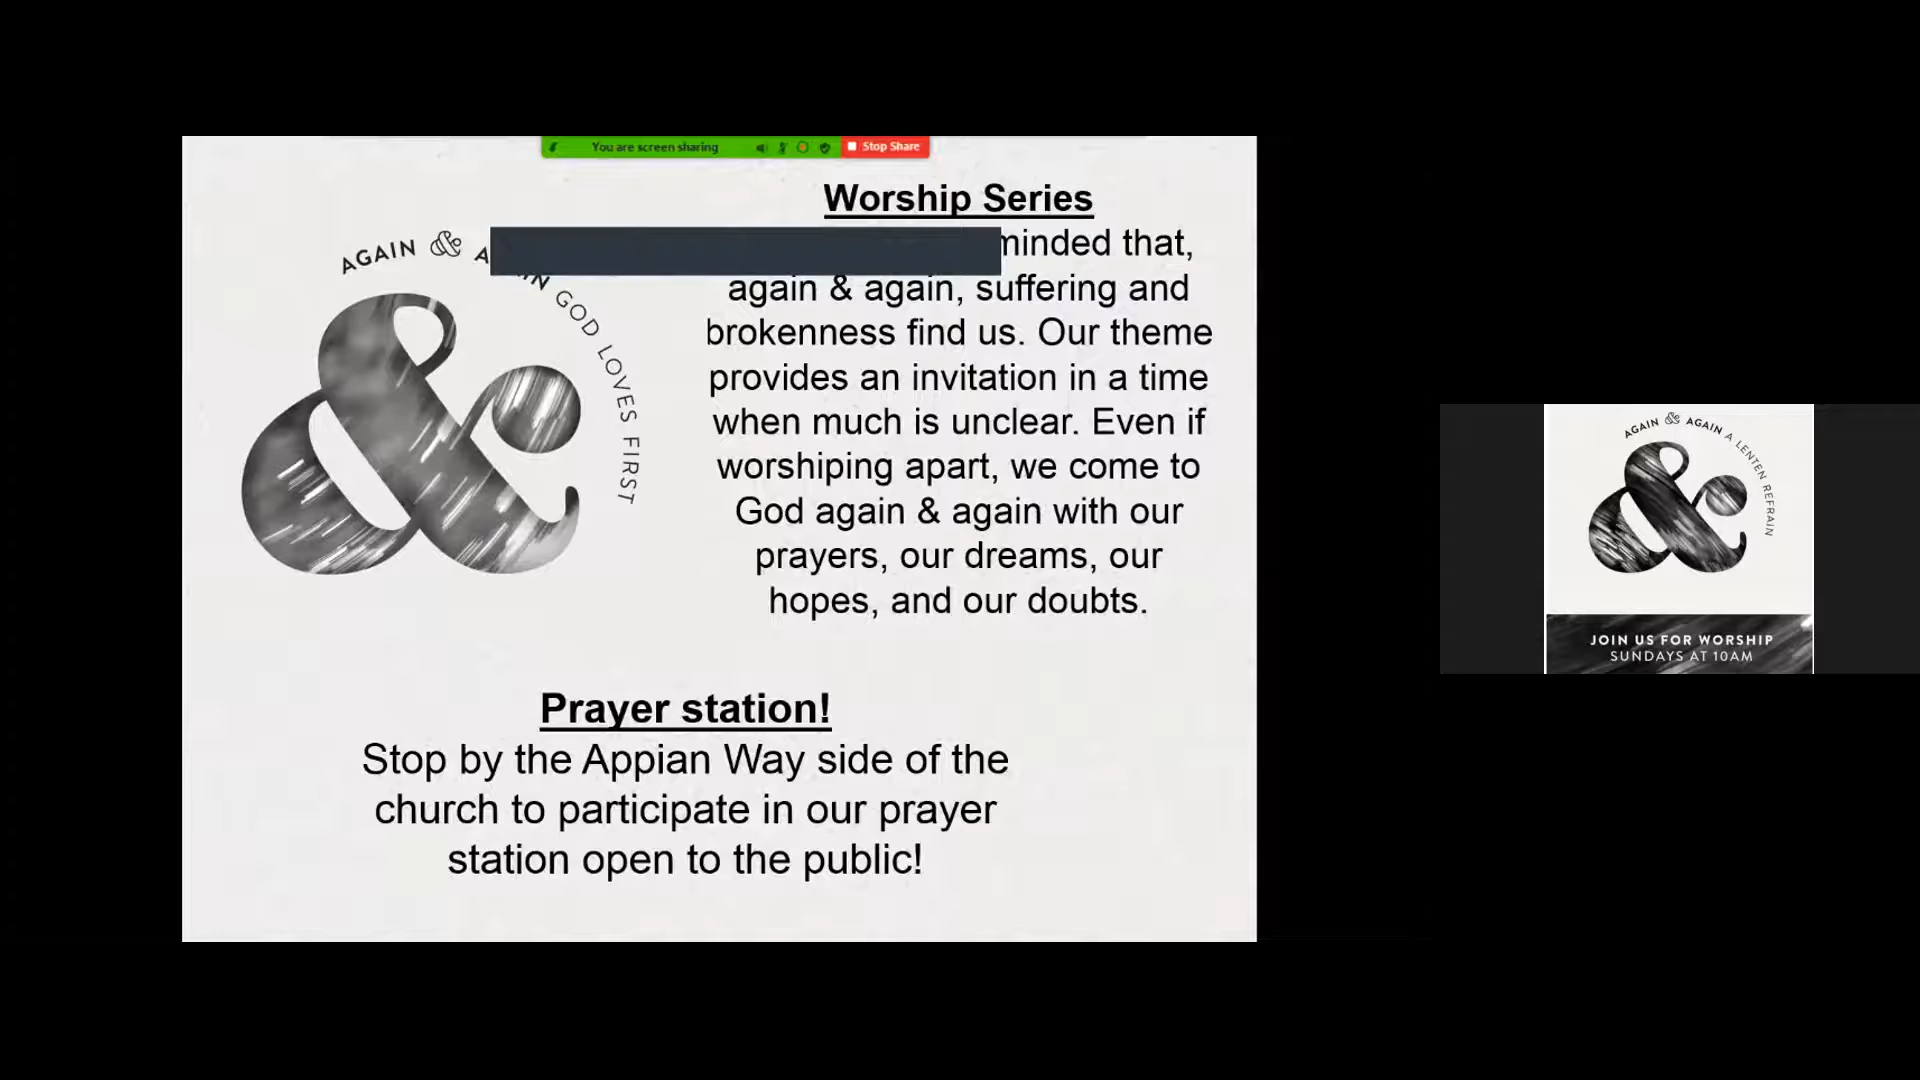 You are screen sharing
Stop Share
Worship Series
minded that,
again & again, suffering and
brokenness find us. Our theme
provides an invitation in a time
when much is unclear. Even if
worshiping apart, we come to
God again & again with our
prayers, our dreams, our
hopes, and our doubts.
AGAIN & A IN GOD LOVES FIRST
&
Prayer station!
Stop by the Appian Way side of the
church to participate in our prayer
station open to the public!
AGAIN & AGAIN A LENTEN REFRAIN
&
JOIN US FOR WORSHIP
SUNDAYS AT 10AM